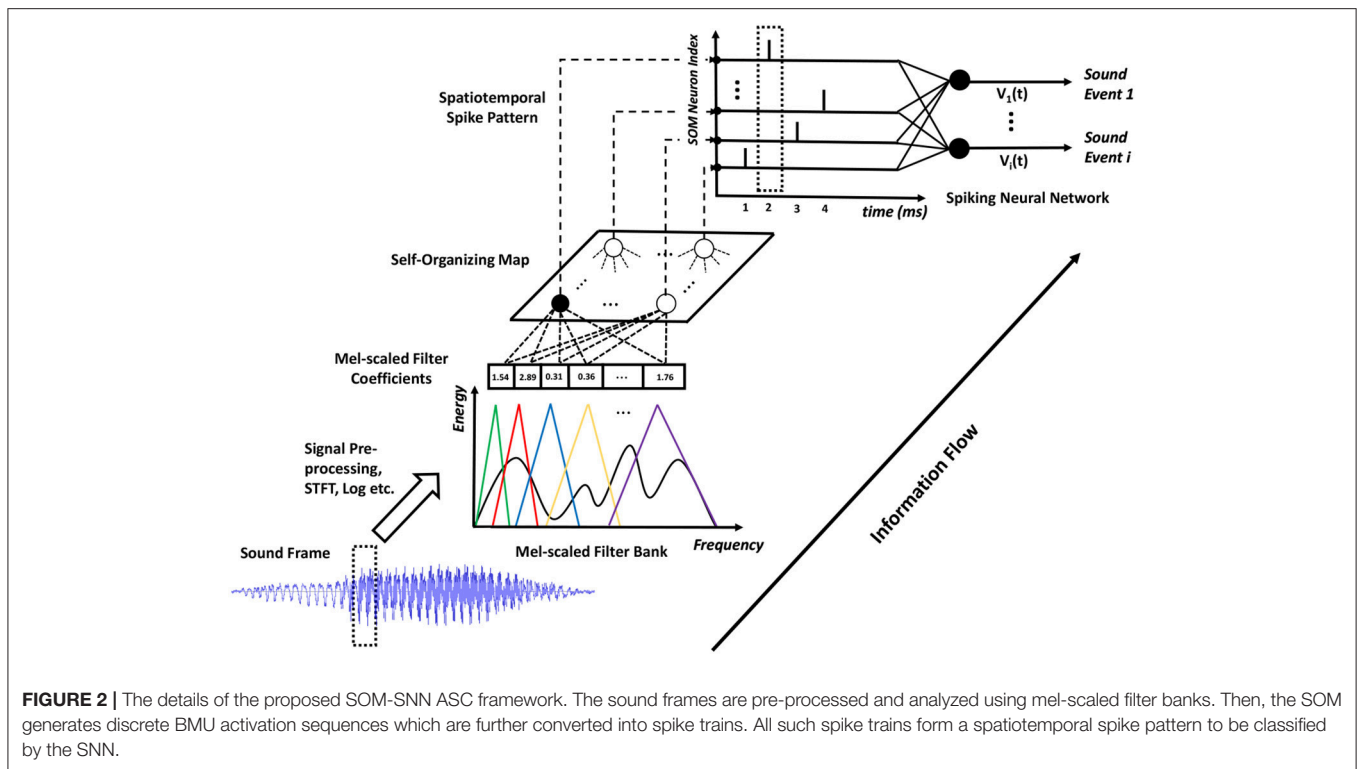 SOM Neuron Index
Spatiotemporal
Spike Pattern
V1(t)
Sound
Event 1
Vi(t)
Sound
Event i
1 2 3 4
time (ms)
Spiking Neural Network
Self-Organizing Map
...
Mel-scaled Filter
Coefficients
1.54 2.89 0.31 0.36 ... 1.76
Energy
...
Signal Pre-
processing,
STFT, Log etc.
Frequency
Mel-scaled Filter Bank
Sound Frame
Information Flow
FIGURE 2 | The details of the proposed SOM-SNN ASC framework. The sound frames are pre-processed and analyzed using mel-scaled filter banks. Then, the SOM
generates discrete BMU activation sequences which are further converted into spike trains. All such spike trains form a spatiotemporal spike pattern to be classified
by the SNN.